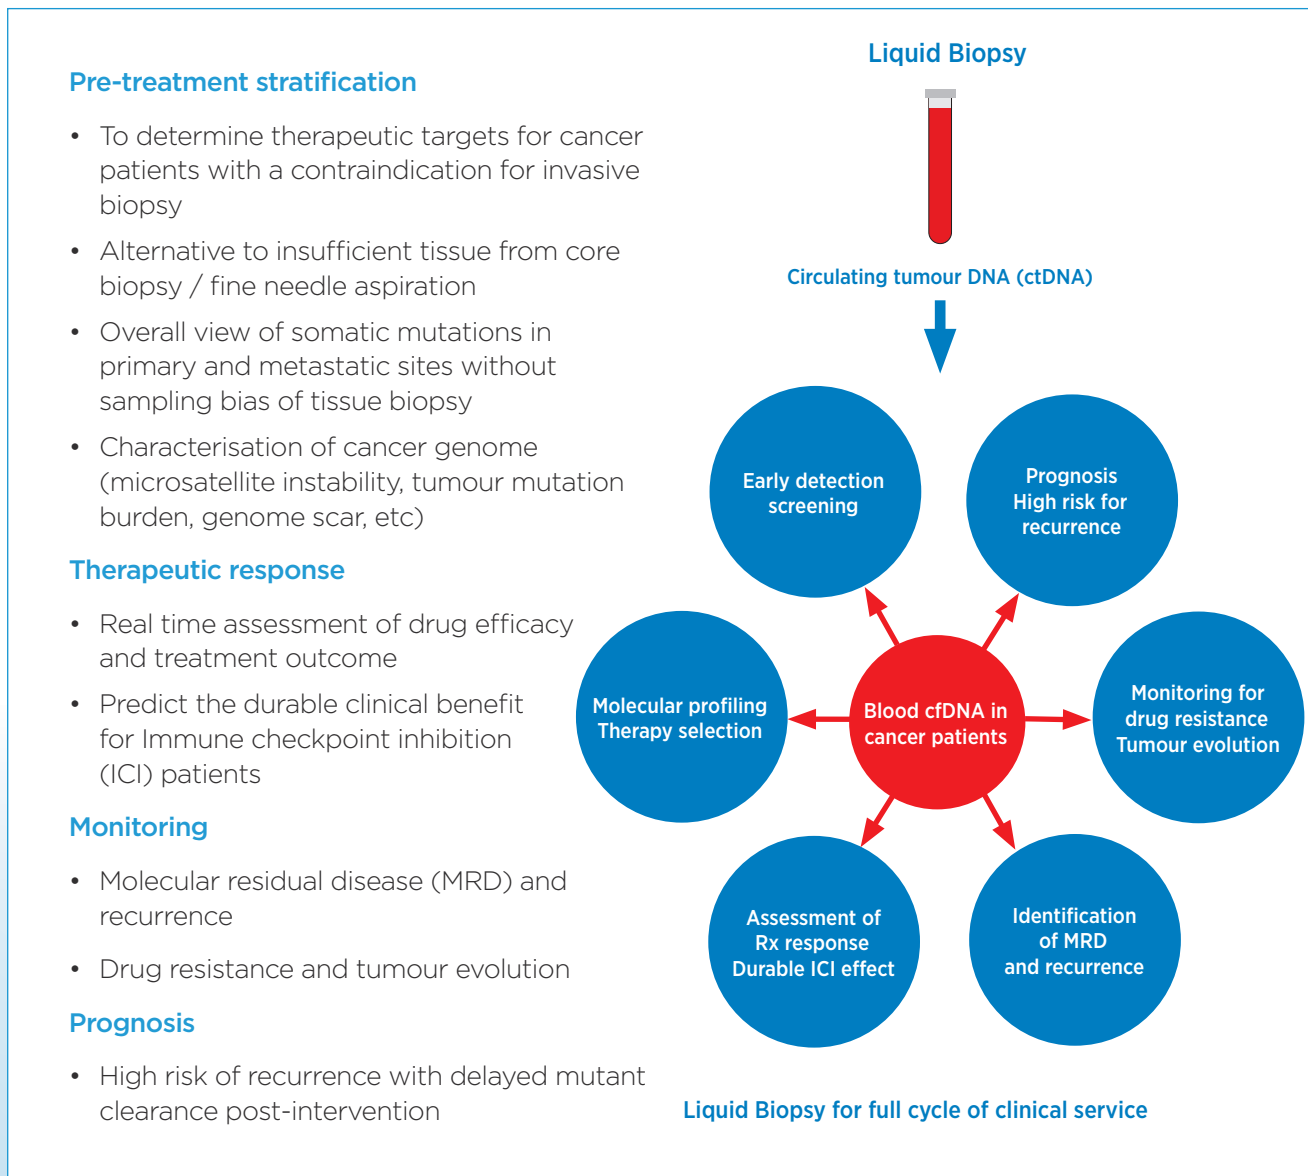 Pre-treatment stratification
• To determine therapeutic targets for cancer
patients with a contraindication for invasive
biopsy
• Alternative to insufficient tissue from core
biopsy / fine needle aspiration
• Overall view of somatic mutations in
primary and metastatic sites without
sampling bias of tissue biopsy
• Characterisation of cancer genome
(microsatellite instability, tumour mutation
burden, genome scar, etc)
Therapeutic response
• Real time assessment of drug efficacy
and treatment outcome
• Predict the durable clinical benefit
for Immune checkpoint inhibition
(ICI) patients
Monitoring
• Molecular residual disease (MRD) and
recurrence
• Drug resistance and tumour evolution
Prognosis
• High risk of recurrence with delayed mutant
clearance post-intervention
Liquid Biopsy
Circulating tumour DNA (ctDNA)
Early detection
screening
Prognosis
High risk for
recurrence
Molecular profiling
Therapy selection
Blood cfDNA in
cancer patients
Monitoring for
drug resistance
Tumour evolution
Assessment of
Rx response
Durable ICI effect
Identification
of MRD
and recurrence
Liquid Biopsy for full cycle of clinical service